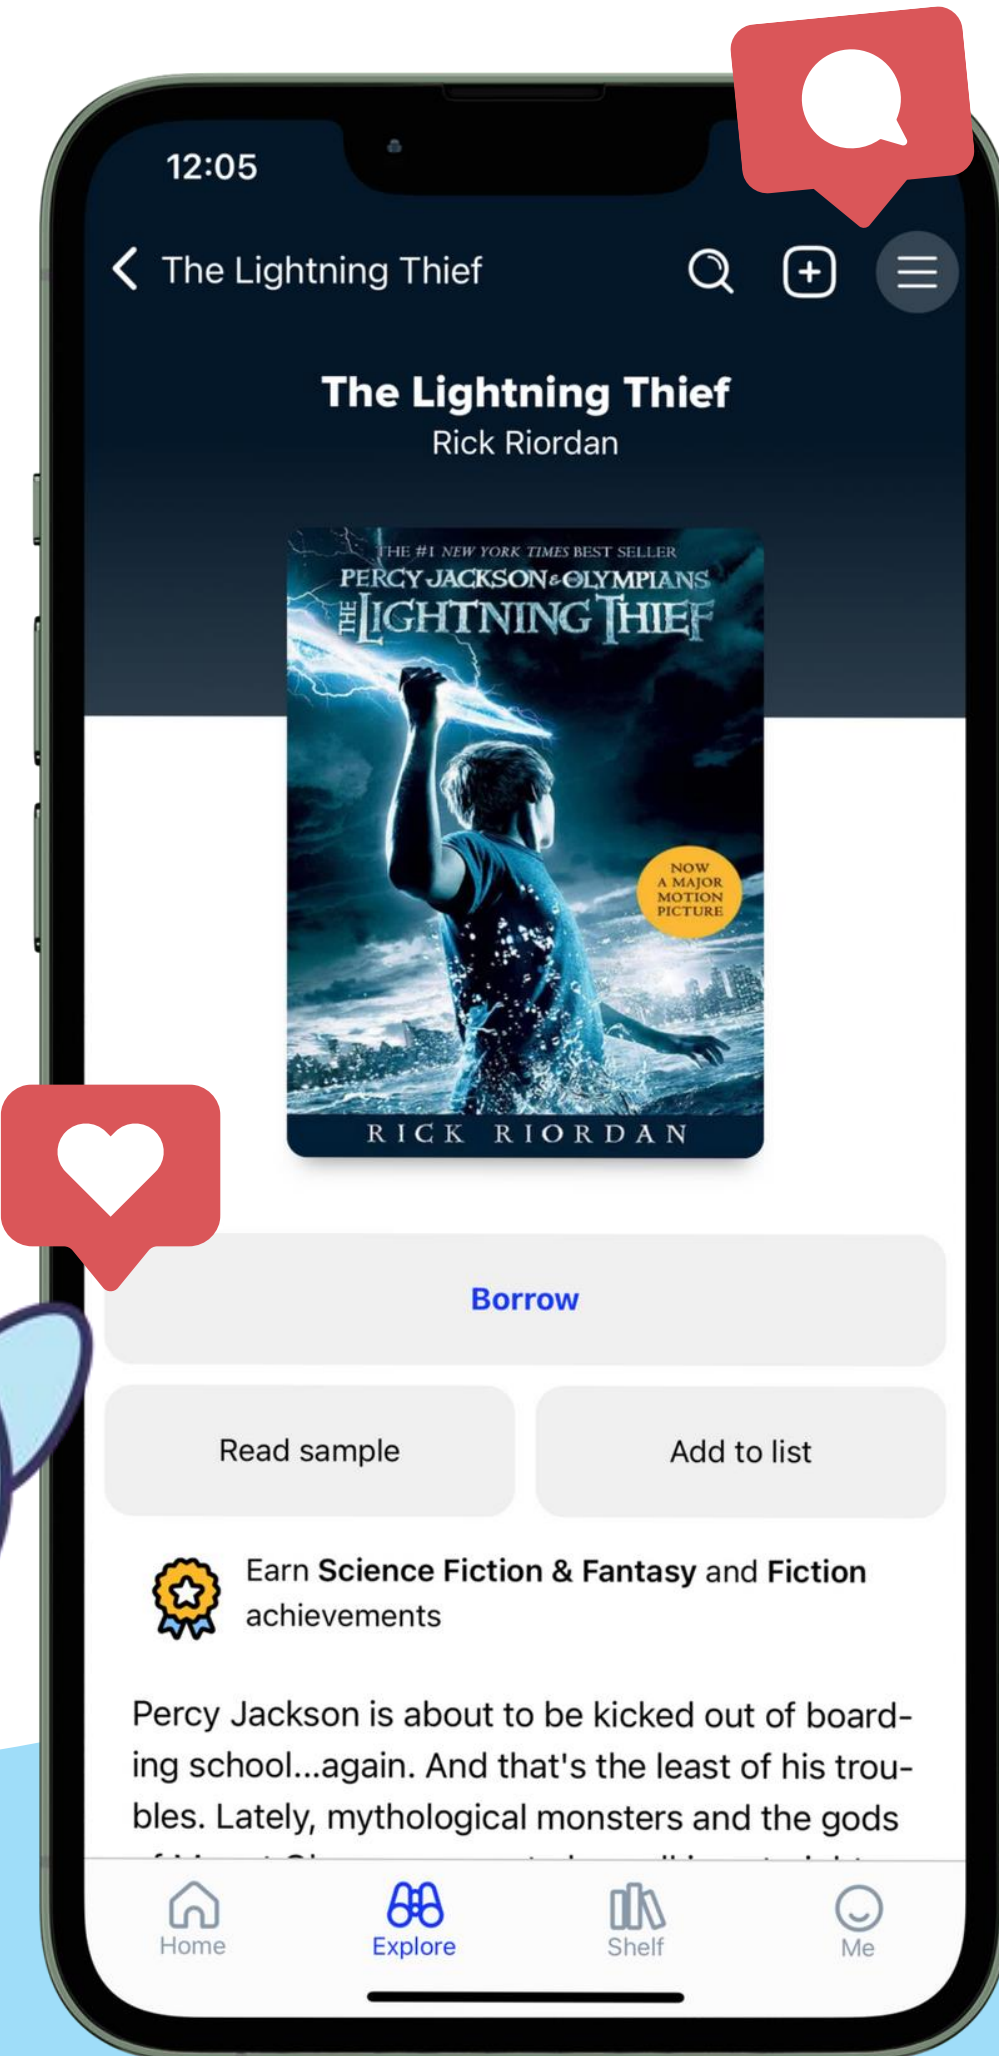 12:05
The Lightning Thief
The Lightning Thief
Rick Riordan
THE #1 NEW YORK TIMES BEST SELLER
PERCY JACKSON & OLYMPIANS
THE LIGHTNING THIEF
NOW
A MAJOR
MOTION
PICTURE
RICK RIORDAN
Borrow
Read sample
Add to list
Earn Science Fiction & Fantasy and Fiction
achievements
Percy Jackson is about to be kicked out of board-
ing school...again. And that's the least of his trou-
bles. Lately, mythological monsters and the gods
Home
Explore
Shelf
Me